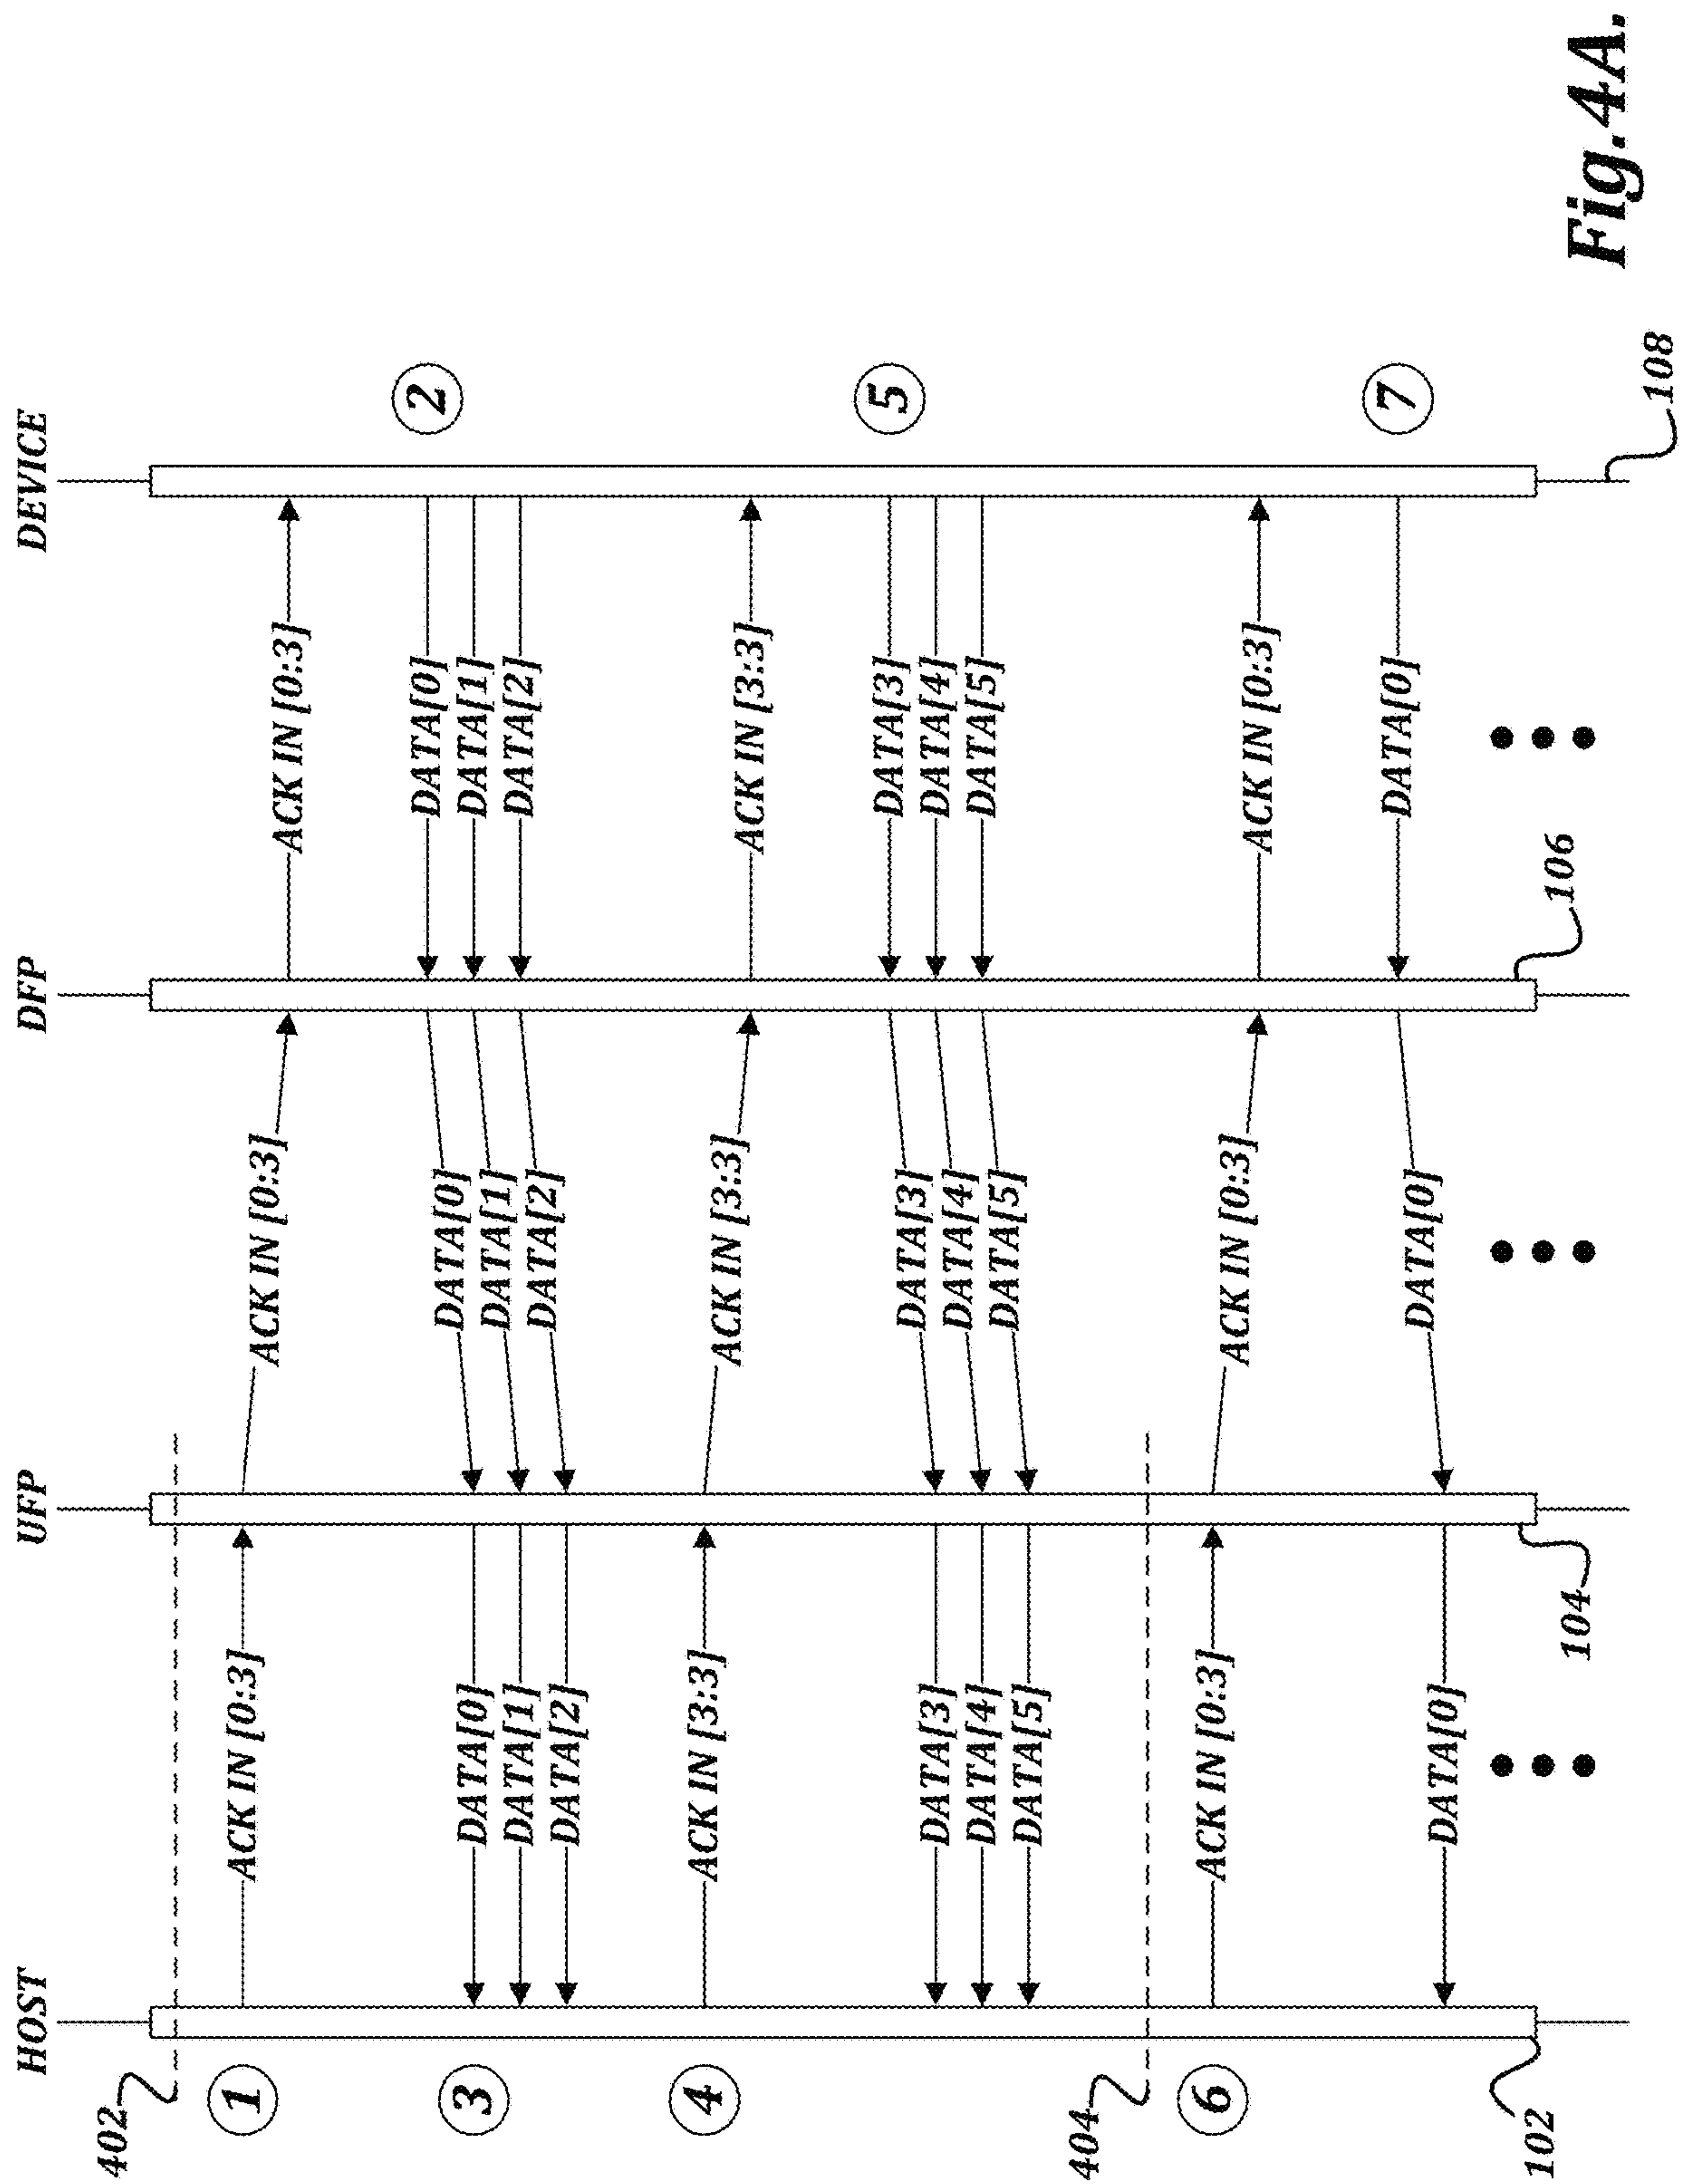 HOST
UFP
DFP
DEVICE
402
1
ACK IN [0:3]
ACK IN [0:3]
ACK IN [0:3]
2
DATA[0]
DATA[1]
DATA[2]
3
DATA[0]
DATA[1]
DATA[2]
DATA[0]
DATA[1]
DATA[2]
4
ACK IN [3:3]
ACK IN [3:3]
ACK IN [3:3]
5
DATA[3]
DATA[4]
DATA[5]
DATA[3]
DATA[4]
DATA[5]
DATA[3]
DATA[4]
DATA[5]
404
6
ACK IN [0:3]
ACK IN [0:3]
ACK IN [0:3]
7
DATA[0]
DATA[0]
DATA[0]
102
104
106
108
Fig.4A.